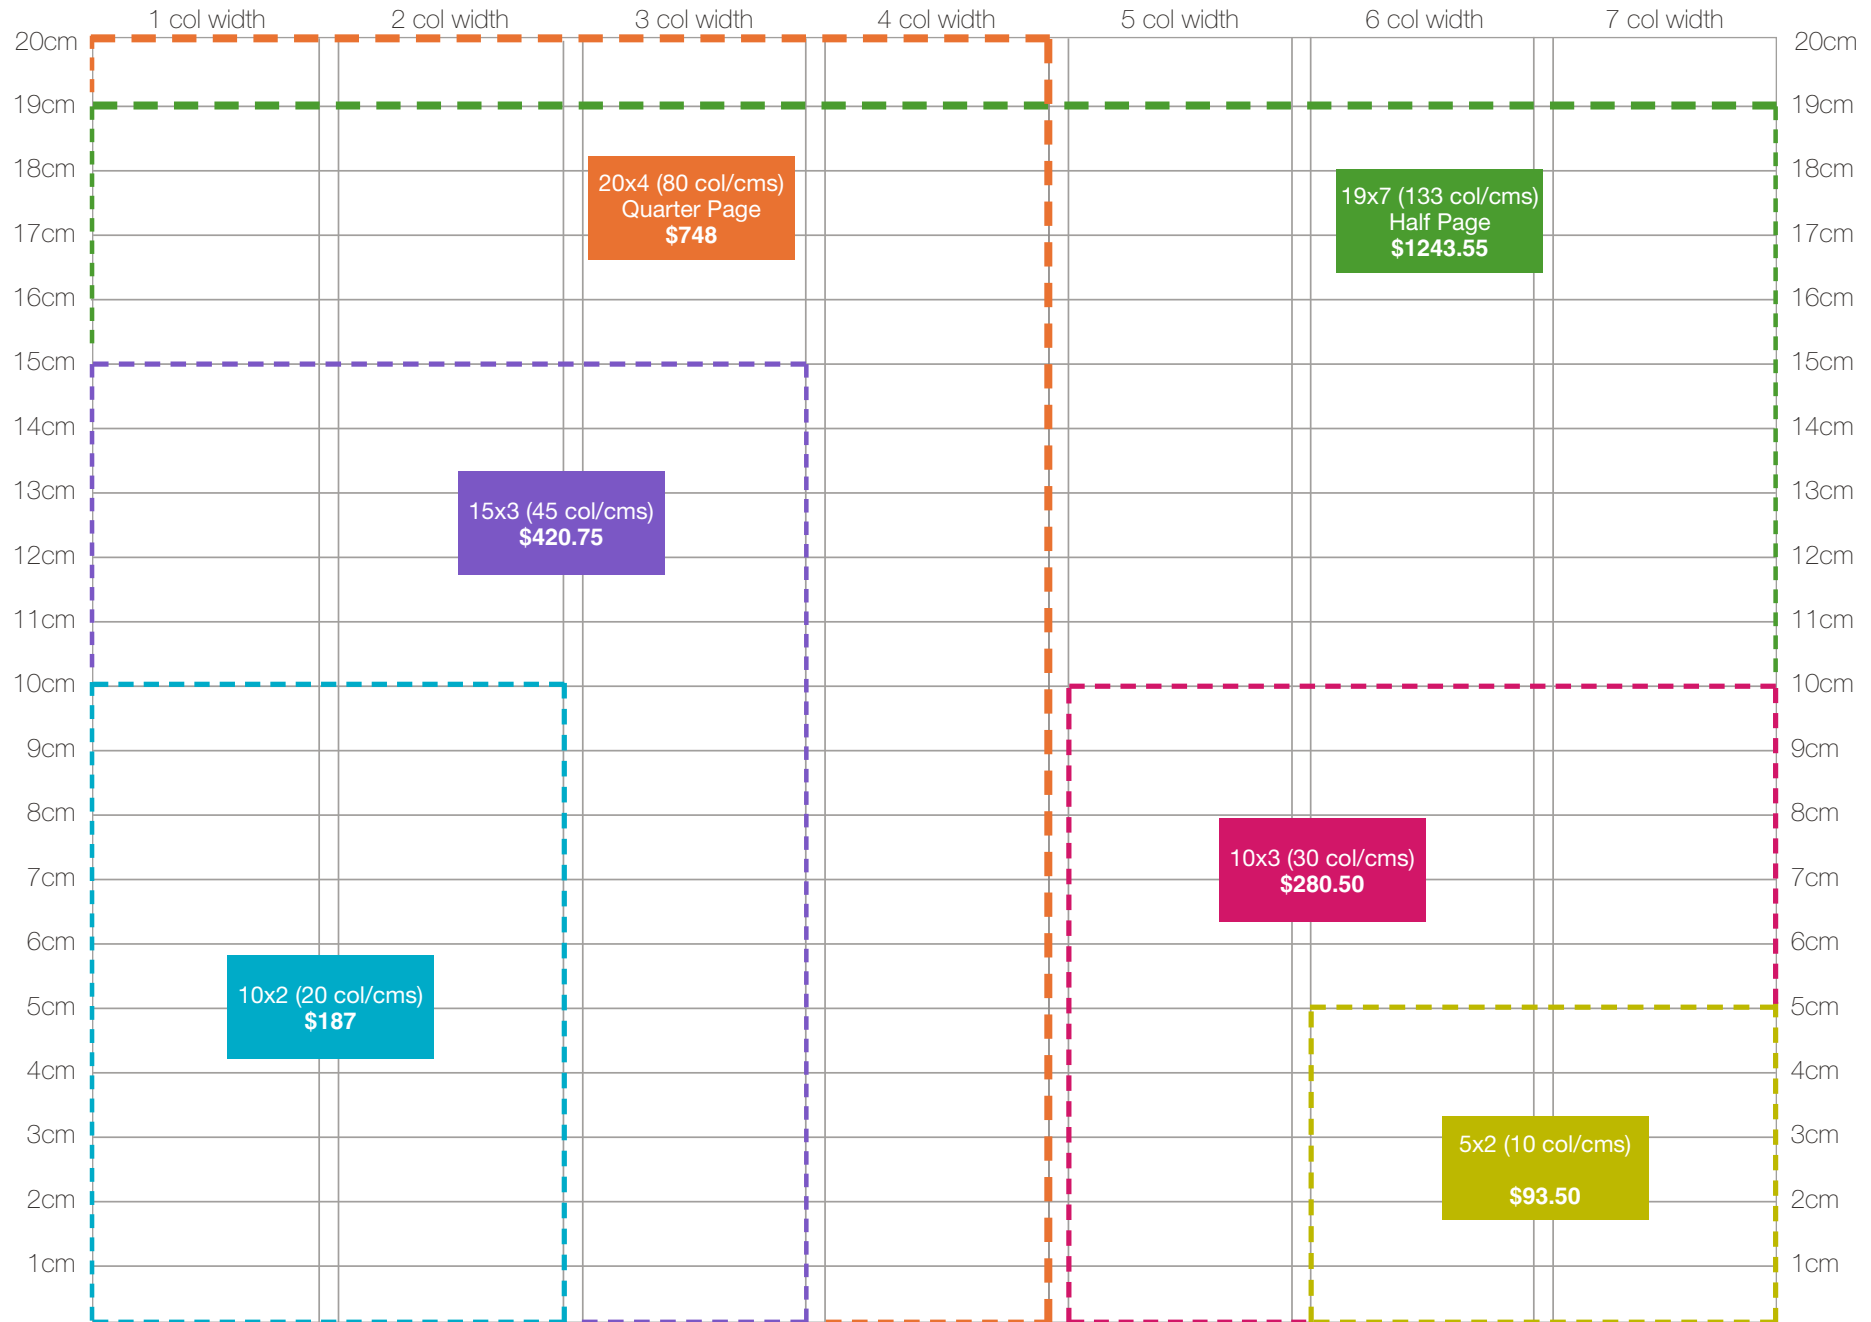 1 col width 2 col width 3 col width 4 col width 5 col width 6 col width 7 col width
20cm 20cm
19cm 19cm
18cm 18cm
20x4 (80 col/cms)
Quarter Page
$748
19x7 (133 col/cms)
Half Page
$1243.55
17cm 17cm
16cm 16cm
15cm 15cm
14cm 14cm
13cm 13cm
15x3 (45 col/cms)
$420.75
12cm 12cm
11cm 11cm
10cm 10cm
9cm 9cm
8cm 8cm
10x3 (30 col/cms)
$280.50
7cm 7cm
6cm 6cm
10x2 (20 col/cms)
$187
5cm 5cm
4cm 4cm
3cm 3cm
5x2 (10 col/cms)
$93.50
2cm 2cm
1cm 1cm